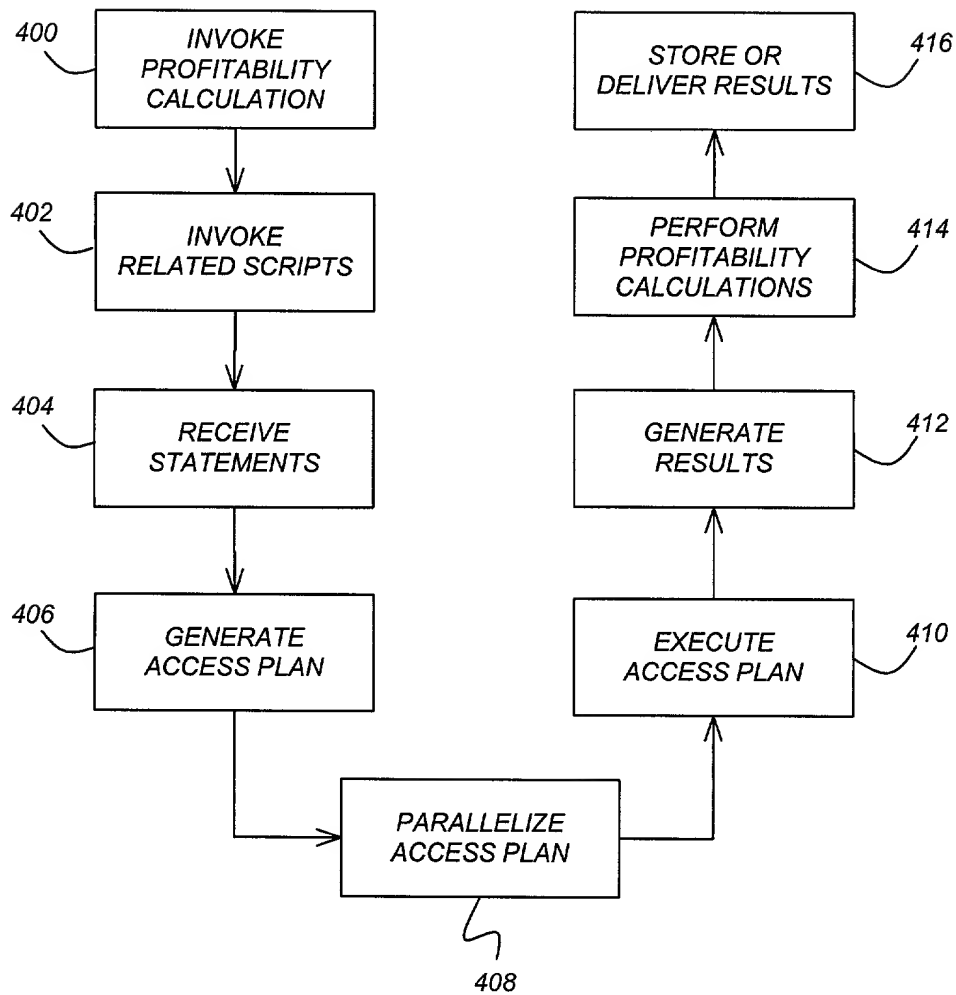 400
INVOKE
PROFITABILITY
CALCULATION
402
INVOKE
RELATED SCRIPTS
404
RECEIVE
STATEMENTS
406
GENERATE
ACCESS PLAN
PARALLELIZE
ACCESS PLAN
408
EXECUTE
ACCESS PLAN
410
GENERATE
RESULTS
412
PERFORM
PROFITABILITY
CALCULATIONS
414
STORE OR
DELIVER RESULTS
416